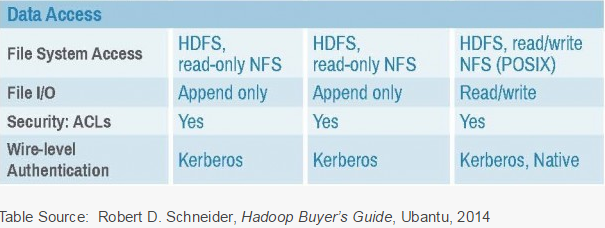 Data Access
File System Access HDFS, read-only NFS HDFS, read-only NFS HDFS, read/write NFS (POSIX)
File I/O Append only Append only Read/write
Security: ACLs Yes Yes Yes
Wire-level Authentication Kerberos Kerberos Kerberos, Native
Table Source: Robert D. Schneider, Hadoop Buyer's Guide, Ubantu, 2014